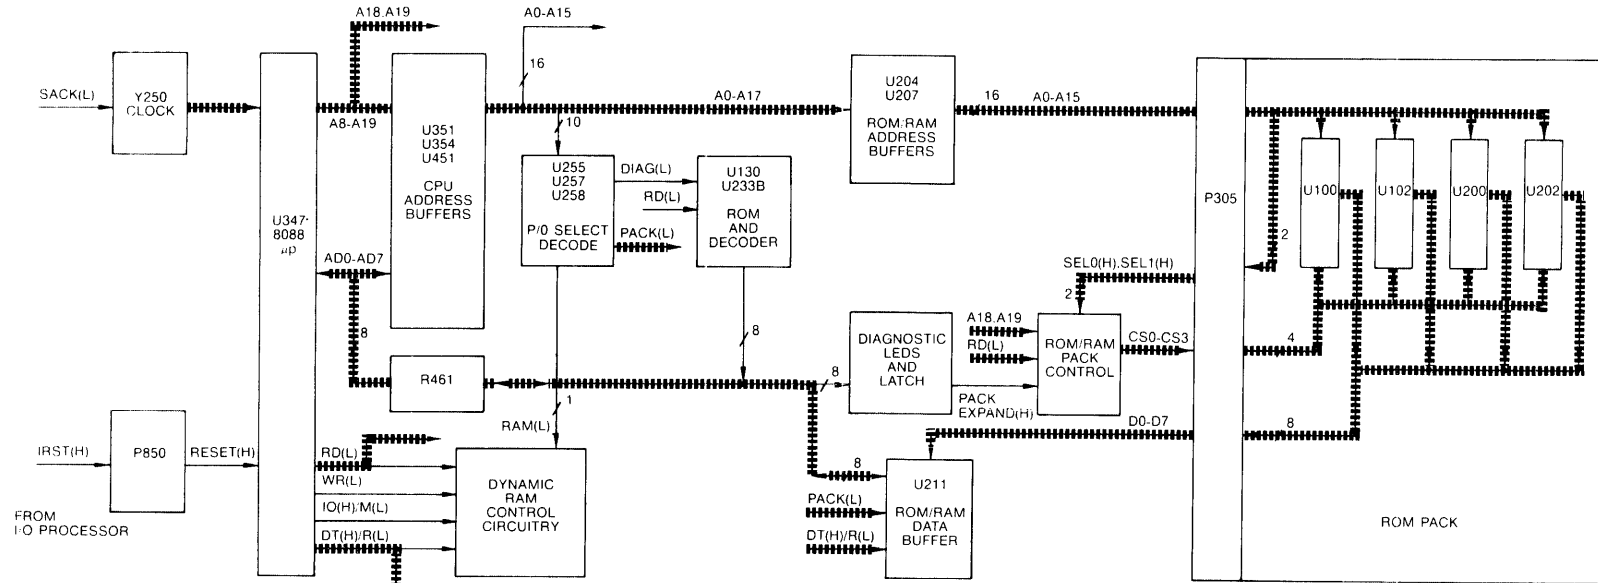 A18,A19
A0-A15
16
SACK(L)
Y250
CLOCK
A8-A19
U351
U354
U451
CPU
ADDRESS
BUFFERS
A0-A17
10
U204
U207
ROM/RAM
ADDRESS
BUFFERS
16
A0-A15
U255
U257
U258
P/0 SELECT
DECODE
DIAG(L)
RD(L)
PACK(L)
U130
U233B
ROM
AND
DECODER
U347
8088
µp
P305
U100
U102
U200
U202
2
AD0-AD7
8
SEL0(H),SEL1(H)
2
8
A18,A19
RD(L)
ROM/RAM
PACK
CONTROL
CS0-CS3
4
DIAGNOSTIC
LEDS
AND
LATCH
R461
8
1
PACK
EXPAND(H)
RAM(L)
D0-D7
8
IRST(H)
P850
RESET(H)
RD(L)
WR(L)
IO(H)/M(L)
DT(H)/R(L)
DYNAMIC
RAM
CONTROL
CIRCUITRY
8
U211
ROM/RAM
DATA
BUFFER
PACK(L)
DT(H)/R(L)
FROM
I/O PROCESSOR
ROM PACK